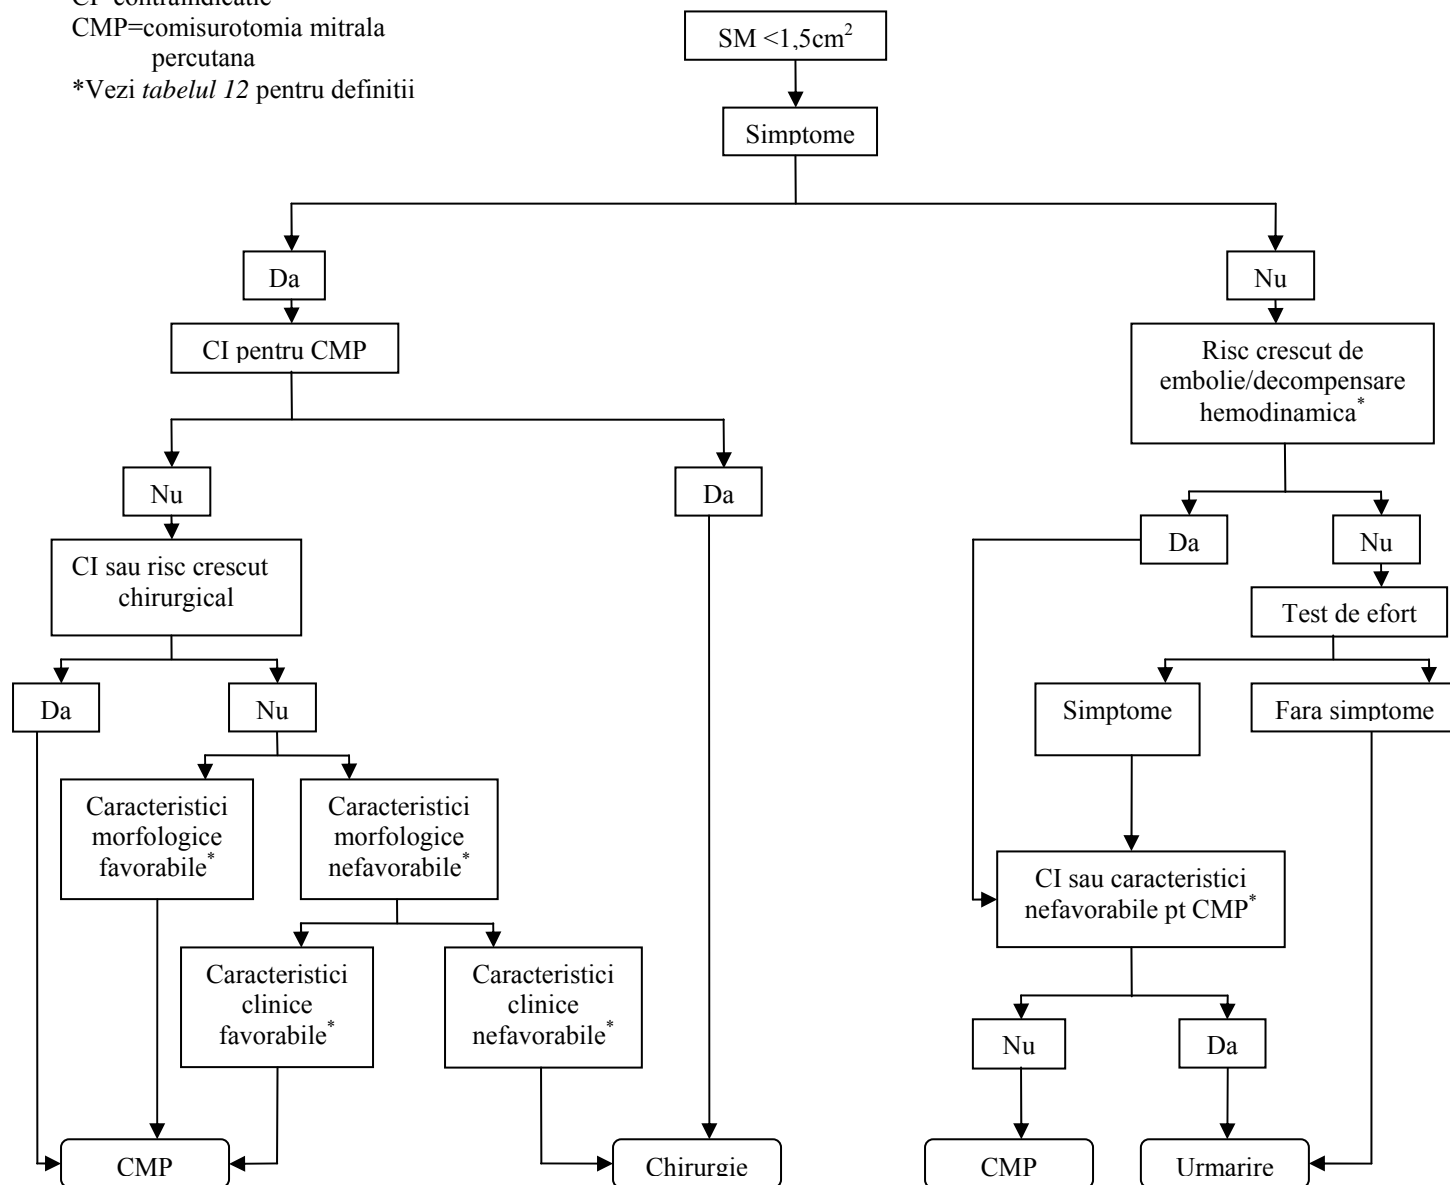 CI=contraindicatie
CMP=comisurotomia mitrala
percutana
*Vezi tabelul 12 pentru definitii
SM <1,5cm²
Simptome
Da
Nu
CI pentru CMP
Risc crescut de
embolie/decompensare
hemodinamica*
Nu
Da
Da
Nu
CI sau risc crescut
chirurgical
Test de efort
Da
Nu
Simptome
Fara simptome
Caracteristici
morfologice
favorabile*
Caracteristici
morfologice
nefavorabile*
CI sau caracteristici
nefavorabile pt CMP*
Caracteristici
clinice
favorabile*
Caracteristici
clinice
nefavorabile*
Nu
Da
CMP
Chirurgie
CMP
Urmarire